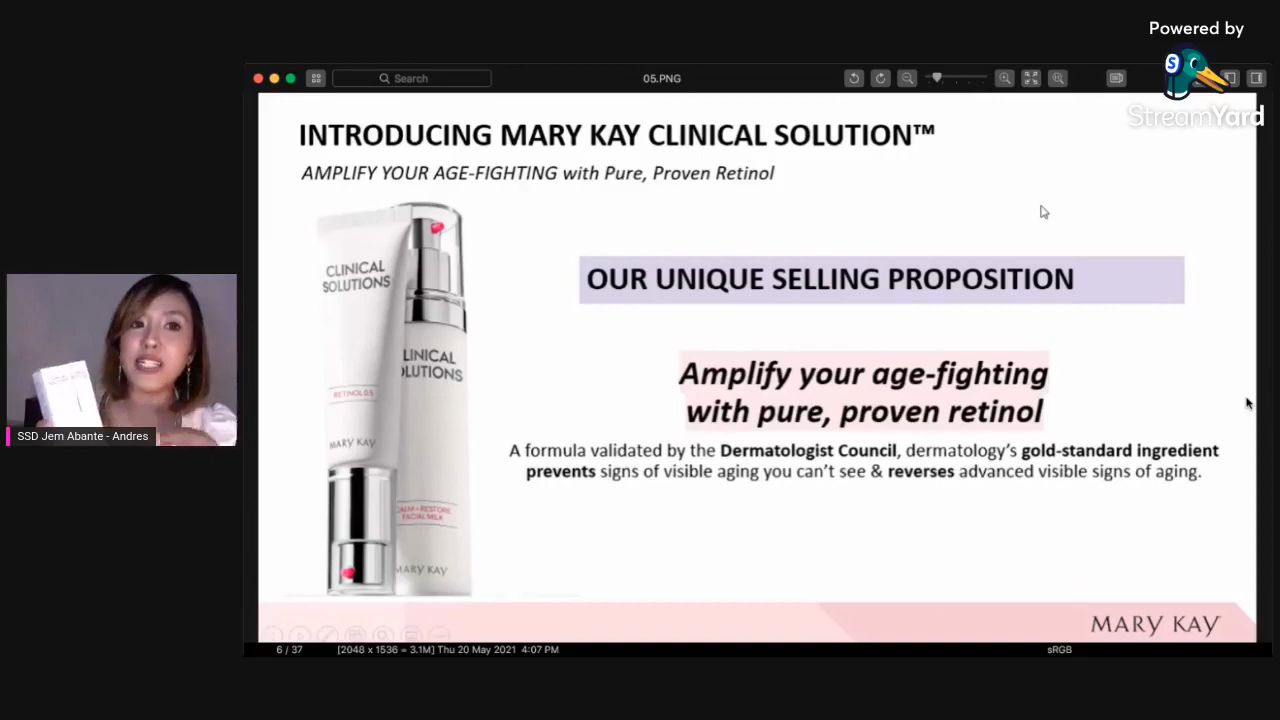 Powered by
S
StreamYard
Search
05.PNG
INTRODUCING MARY KAY CLINICAL SOLUTION™
AMPLIFY YOUR AGE-FIGHTING with Pure, Proven Retinol
CLINICAL
SOLUTIONS
RETINOL 0.5
MARY KAY
LINICAL
OLUTIONS
CALM + RESTORE
FACIAL MILK
MARY KAY
OUR UNIQUE SELLING PROPOSITION
Amplify your age-fighting
with pure, proven retinol
A formula validated by the Dermatologist Council, dermatology's gold-standard ingredient
prevents signs of visible aging you can't see & reverses advanced visible signs of aging.
SSD Jem Abante - Andres
MARY KAY
6 / 37
[2048 x 1536 = 3.1M] Thu 20 May 2021 4:07 PM
sRGB